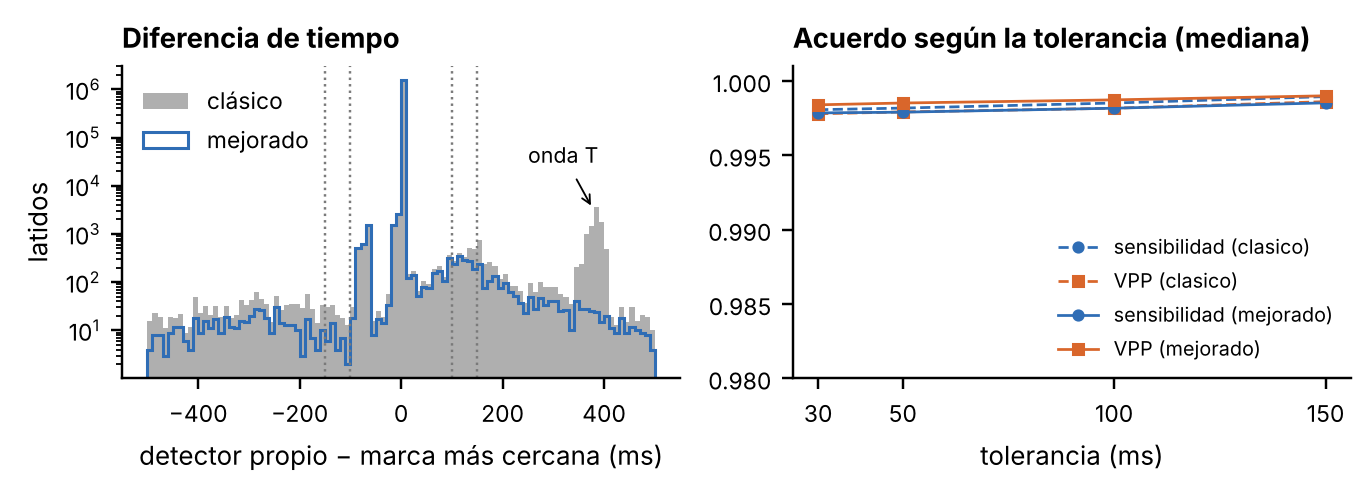 Diferencia de tiempo
clásico
mejorado
onda T
latidos
10⁶
10⁵
10⁴
10³
10²
10¹
−400
−200
0
200
400
detector propio − marca más cercana (ms)
Acuerdo según la tolerancia (mediana)
1.000
0.995
0.990
0.985
0.980
sensibilidad (clasico)
VPP (clasico)
sensibilidad (mejorado)
VPP (mejorado)
30
50
100
150
tolerancia (ms)